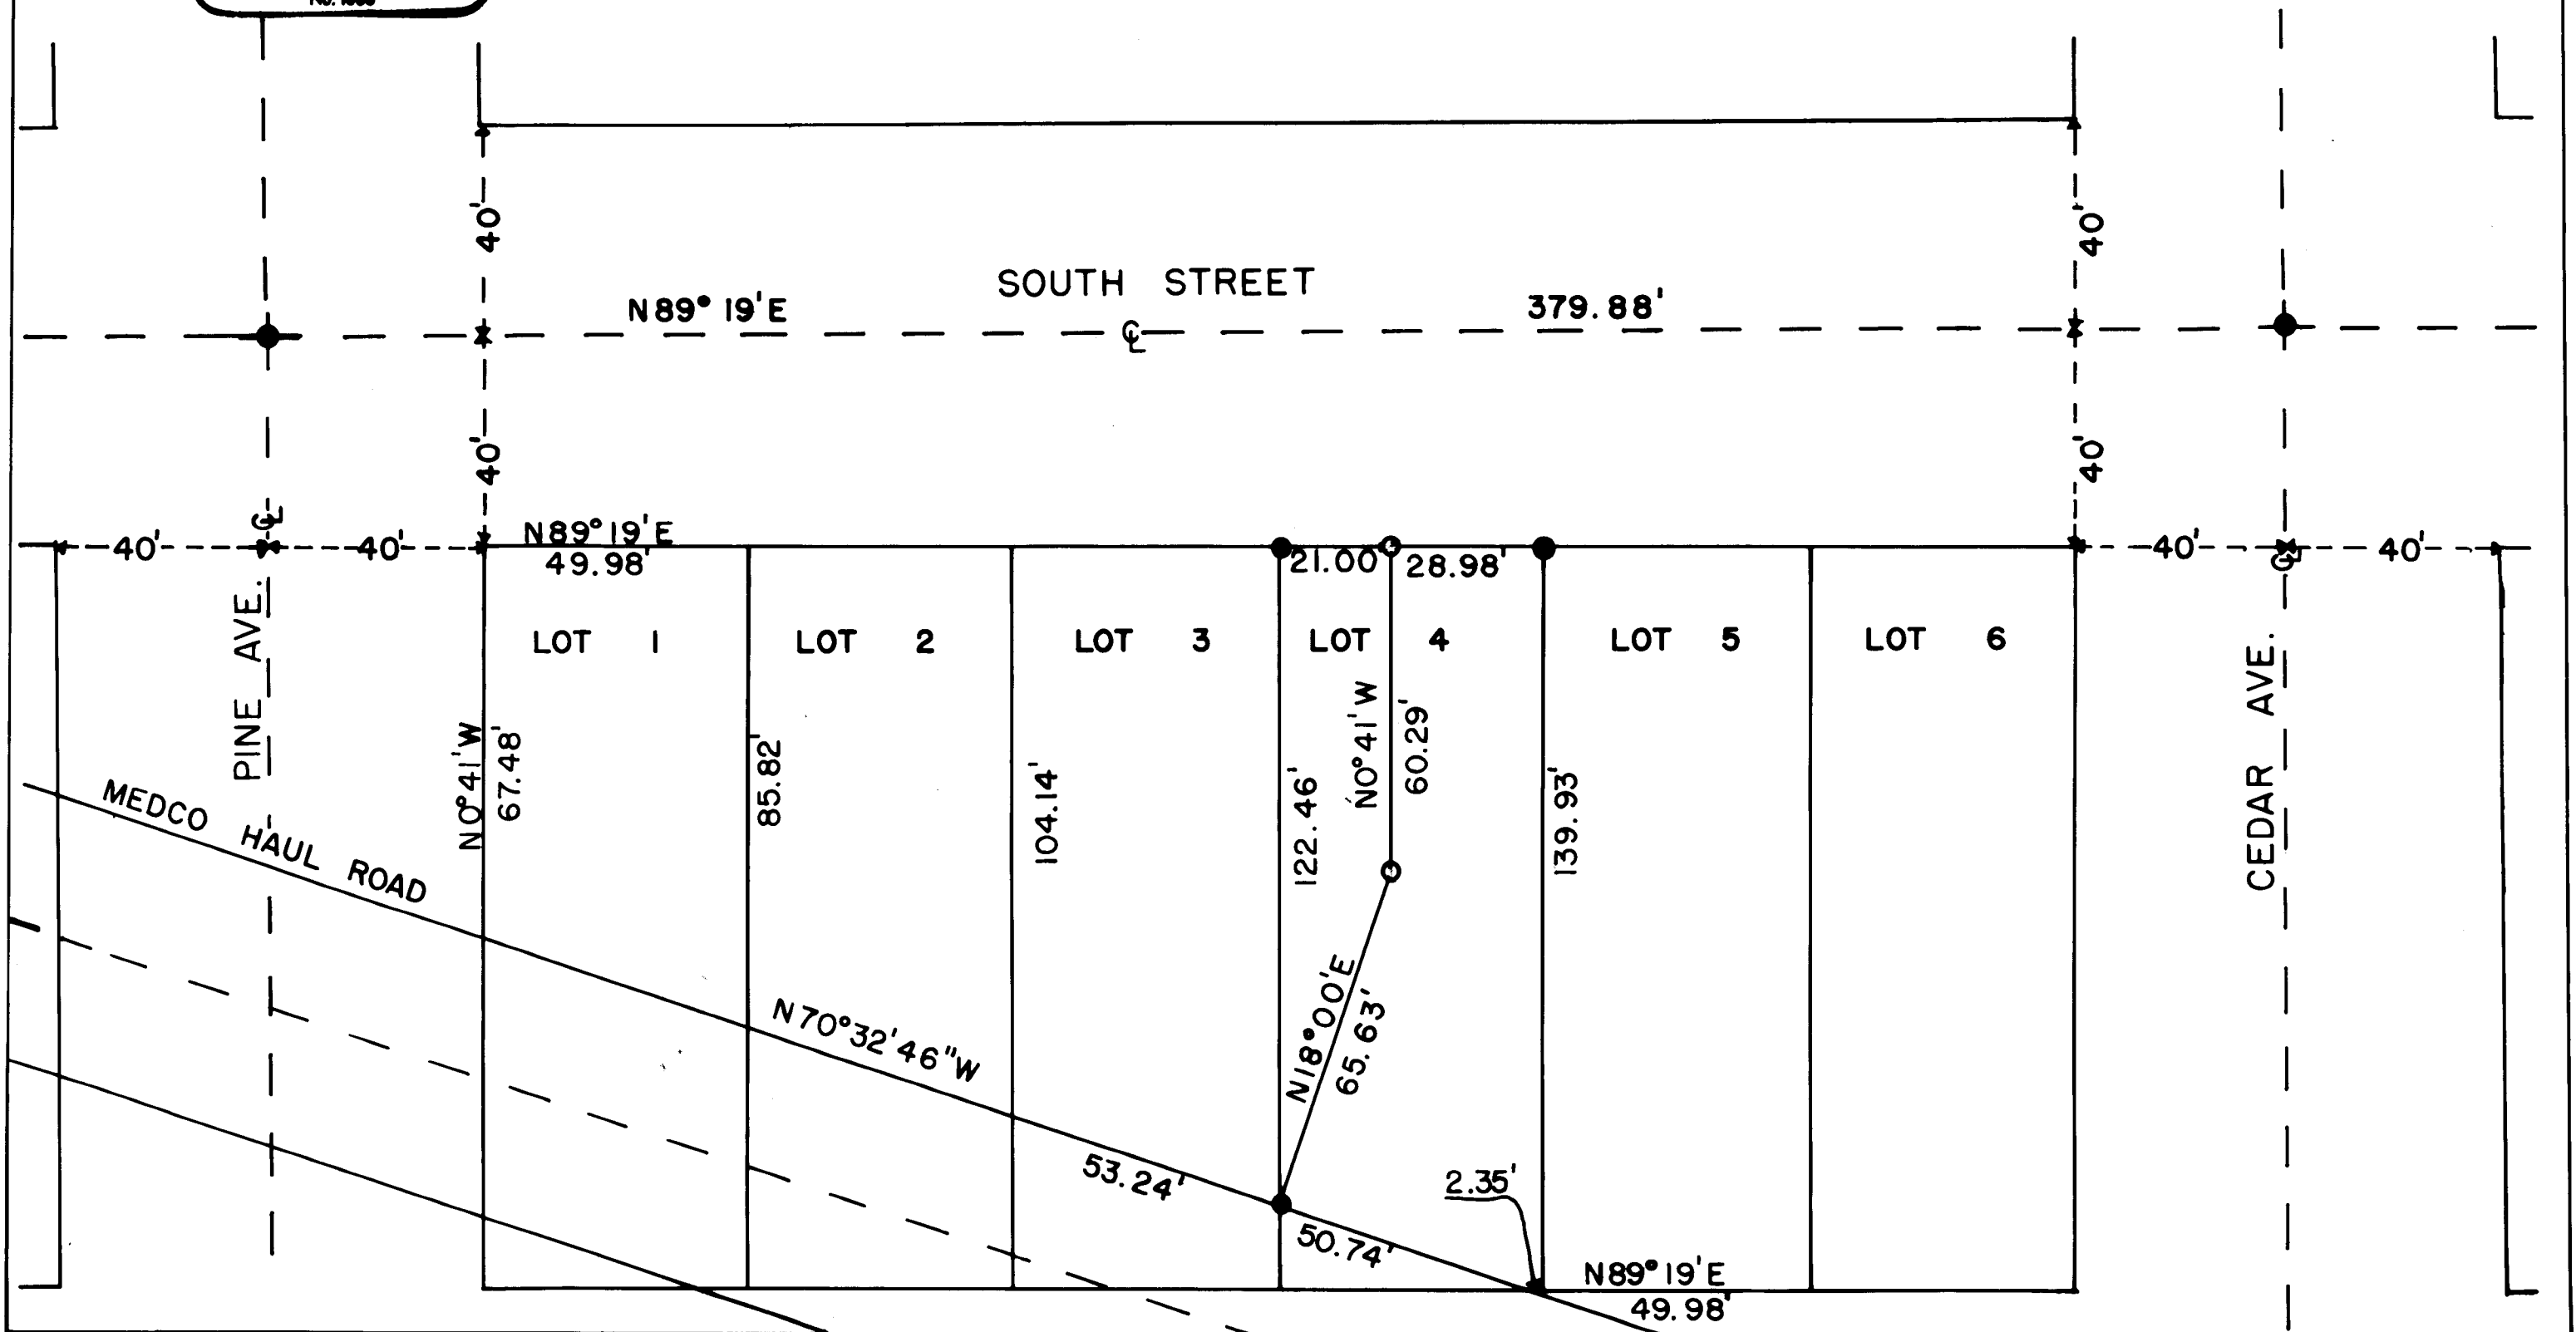 40'
40'
SOUTH STREET
N89° 19'E
379.88'
℄
40'
40'
℄
40'
40'
N89° 19'E
49.98'
21.00'
28.98'
40'
40'
℄
PINE AVE.
LOT 1
LOT 2
LOT 3
LOT 4
LOT 5
LOT 6
CEDAR AVE.
N0°41'W
67.48'
85.82'
104.14'
122.46'
N0°41'W
60.29'
139.93'
MEDCO HAUL ROAD
N70°32'46"W
N18°00'E
65.63'
53.24'
50.74'
2.35'
N89°19'E
49.98'